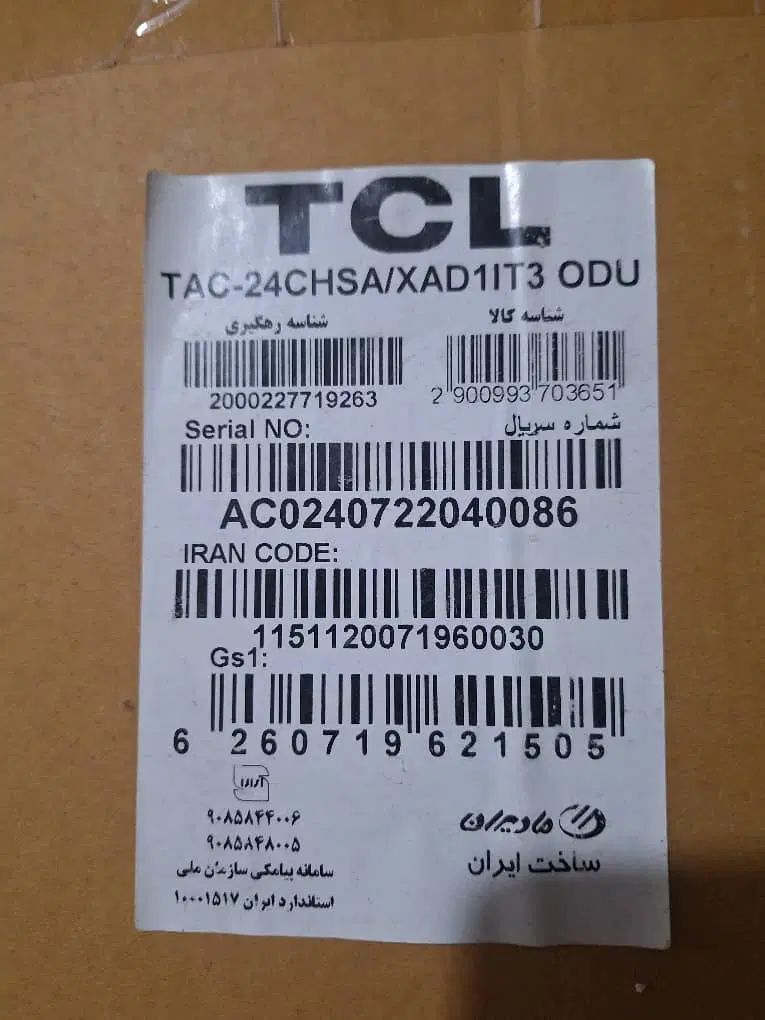 TCL
TAC-24CHSA/XAD1IT3 ODU
شناسه رهگیری
شناسه کالا
2000227719263
2 900993 703651
Serial NO:
شماره سریال
AC0240722040086
IRAN CODE:
1151120071960030
Gs1:
6 260719 621505
۹۰۸۵۸۴۴۰۰۶
۹۰۸۵۸۴۸۰۰۵
سامانه پیامکی سازمان ملی
استاندارد ایران ۱۰۰۰۱۵۱۷
مادیران
ساخت ایران